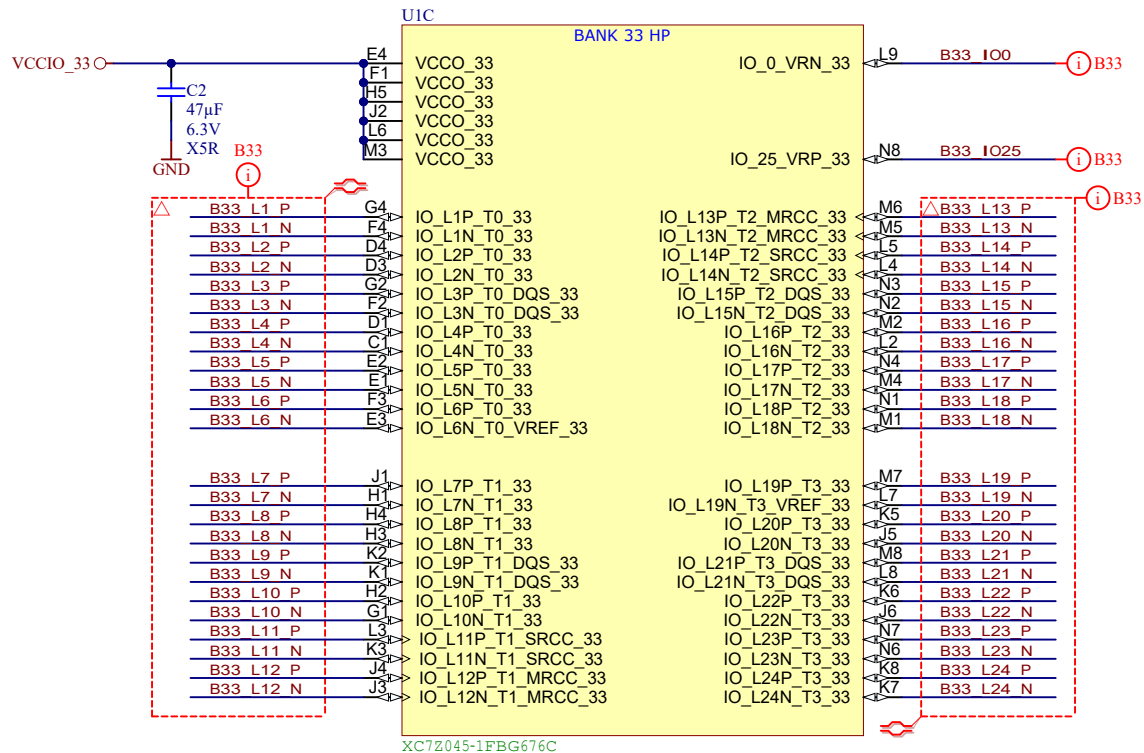 U1C
BANK 33 HP
VCCIO_33
C2
47µF
6.3V
X5R
GND
E4 VCCO_33
F1 VCCO_33
H5 VCCO_33
J2 VCCO_33
L6 VCCO_33
M3 VCCO_33
IO_0_VRN_33 L9 B33_IO0 i B33
IO_25_VRP_33 N8 B33_IO25 i B33
B33
i
i B33
B33_L1_P G4 IO_L1P_T0_33
B33_L1_N F4 IO_L1N_T0_33
B33_L2_P D4 IO_L2P_T0_33
B33_L2_N D3 IO_L2N_T0_33
B33_L3_P G2 IO_L3P_T0_DQS_33
B33_L3_N F2 IO_L3N_T0_DQS_33
B33_L4_P D1 IO_L4P_T0_33
B33_L4_N C1 IO_L4N_T0_33
B33_L5_P E2 IO_L5P_T0_33
B33_L5_N E1 IO_L5N_T0_33
B33_L6_P F3 IO_L6P_T0_33
B33_L6_N E3 IO_L6N_T0_VREF_33
B33_L7_P J1 IO_L7P_T1_33
B33_L7_N H1 IO_L7N_T1_33
B33_L8_P H4 IO_L8P_T1_33
B33_L8_N H3 IO_L8N_T1_33
B33_L9_P K2 IO_L9P_T1_DQS_33
B33_L9_N K1 IO_L9N_T1_DQS_33
B33_L10_P H2 IO_L10P_T1_33
B33_L10_N G1 IO_L10N_T1_33
B33_L11_P L3 IO_L11P_T1_SRCC_33
B33_L11_N K3 IO_L11N_T1_SRCC_33
B33_L12_P J4 IO_L12P_T1_MRCC_33
B33_L12_N J3 IO_L12N_T1_MRCC_33
IO_L13P_T2_MRCC_33 M6 B33_L13_P
IO_L13N_T2_MRCC_33 M5 B33_L13_N
IO_L14P_T2_SRCC_33 L5 B33_L14_P
IO_L14N_T2_SRCC_33 L4 B33_L14_N
IO_L15P_T2_DQS_33 N3 B33_L15_P
IO_L15N_T2_DQS_33 N2 B33_L15_N
IO_L16P_T2_33 M2 B33_L16_P
IO_L16N_T2_33 L2 B33_L16_N
IO_L17P_T2_33 N4 B33_L17_P
IO_L17N_T2_33 M4 B33_L17_N
IO_L18P_T2_33 N1 B33_L18_P
IO_L18N_T2_33 M1 B33_L18_N
IO_L19P_T3_33 M7 B33_L19_P
IO_L19N_T3_VREF_33 L7 B33_L19_N
IO_L20P_T3_33 K5 B33_L20_P
IO_L20N_T3_33 J5 B33_L20_N
IO_L21P_T3_DQS_33 M8 B33_L21_P
IO_L21N_T3_DQS_33 L8 B33_L21_N
IO_L22P_T3_33 K6 B33_L22_P
IO_L22N_T3_33 J6 B33_L22_N
IO_L23P_T3_33 N7 B33_L23_P
IO_L23N_T3_33 N6 B33_L23_N
IO_L24P_T3_33 K8 B33_L24_P
IO_L24N_T3_33 K7 B33_L24_N
XC7Z045-1FBG676C